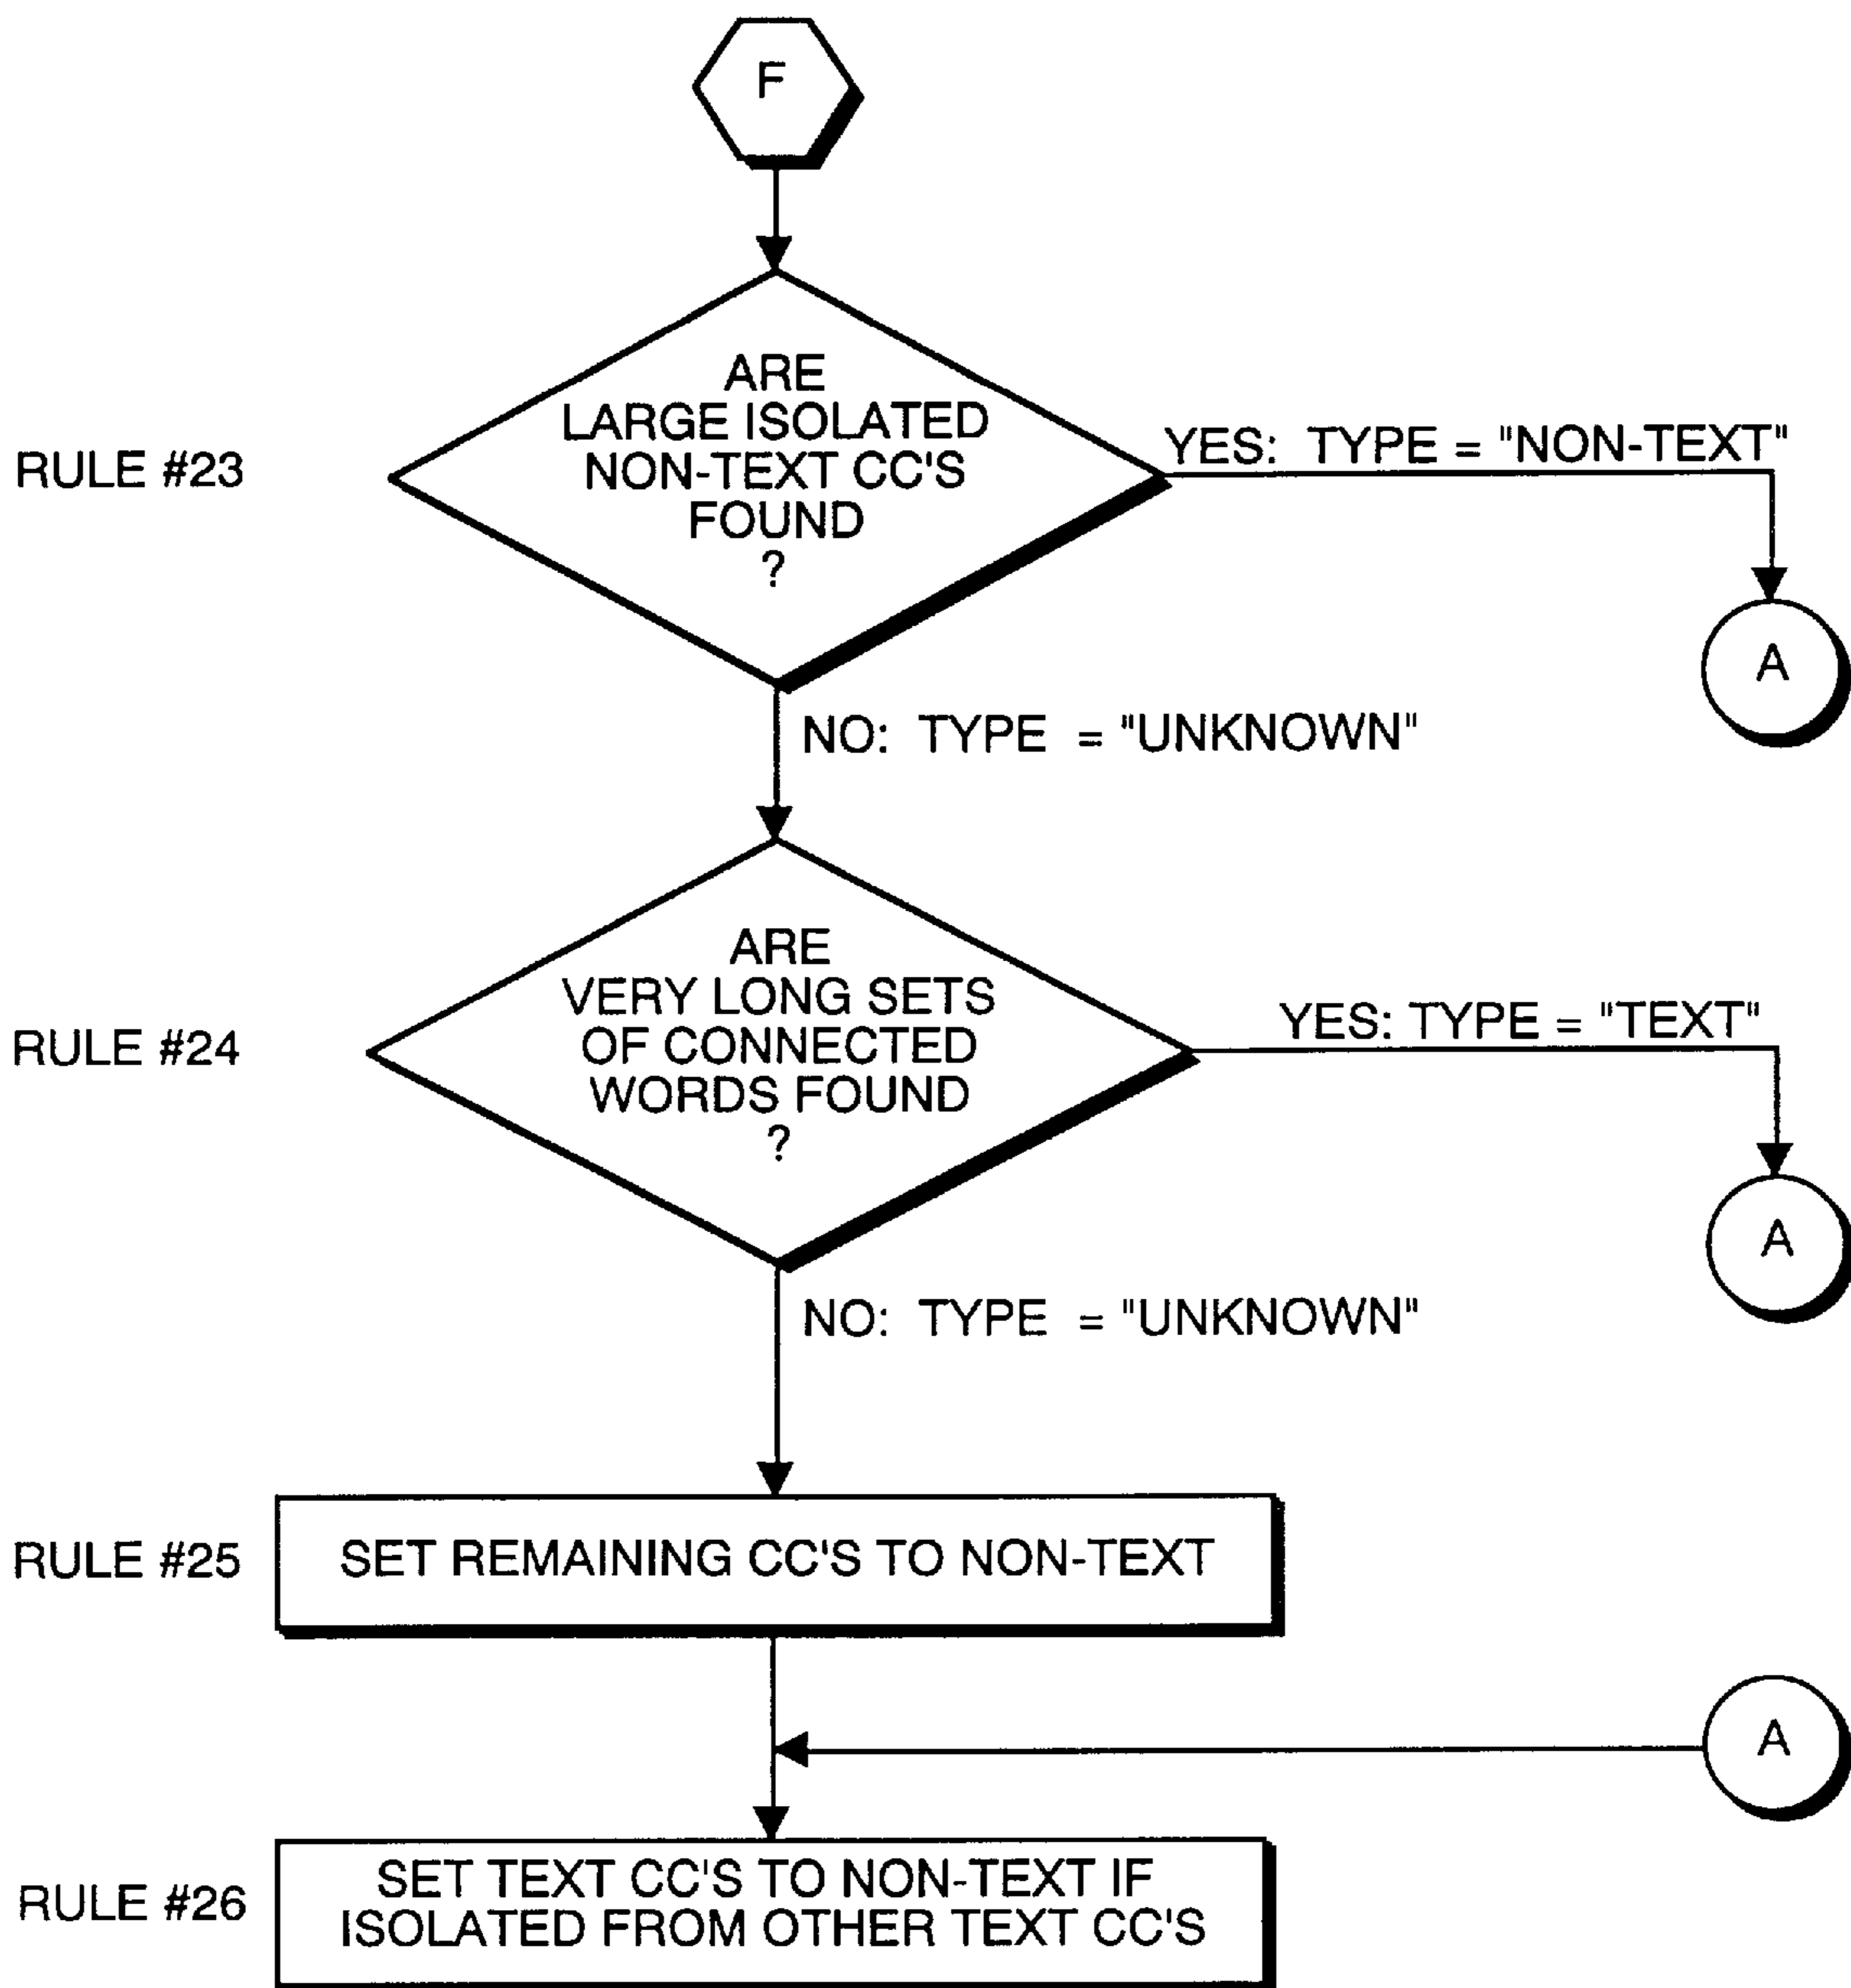 F
ARE
LARGE ISOLATED
NON-TEXT CC'S
FOUND
?
RULE #23
YES: TYPE = "NON-TEXT"
A
NO: TYPE = "UNKNOWN"
ARE
VERY LONG SETS
OF CONNECTED
WORDS FOUND
?
RULE #24
YES: TYPE = "TEXT"
A
NO: TYPE = "UNKNOWN"
RULE #25
SET REMAINING CC'S TO NON-TEXT
A
RULE #26
SET TEXT CC'S TO NON-TEXT IF
ISOLATED FROM OTHER TEXT CC'S